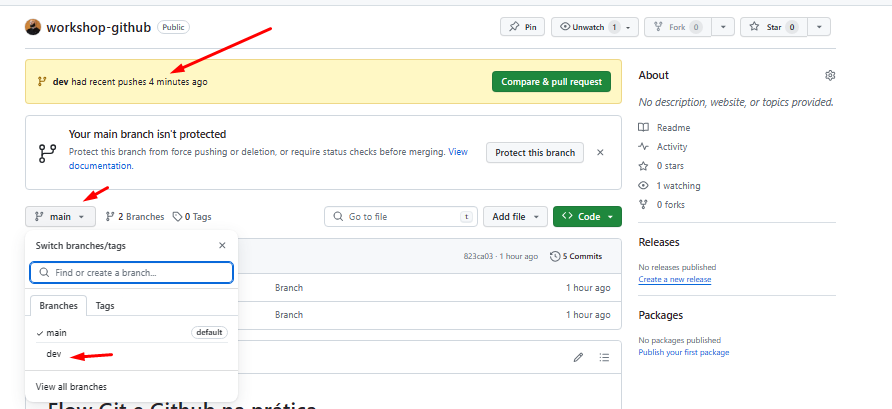 workshop-github Public Pin Unwatch 1 Fork 0 Star 0
dev had recent pushes 4 minutes ago Compare & pull request
About
No description, website, or topics provided.
Readme
Activity
0 stars
1 watching
0 forks
Your main branch isn't protected
Protect this branch from force pushing or deletion, or require status checks before merging. View
documentation.
Protect this branch
main 2 Branches 0 Tags Go to file t Add file Code
Switch branches/tags
Find or create a branch...
Branches Tags
main default
dev
View all branches
823ca03 · 1 hour ago 5 Commits
Branch 1 hour ago
Branch 1 hour ago
Flow Git e Github na prática
Releases
No releases published
Create a new release
Packages
No packages published
Publish your first package